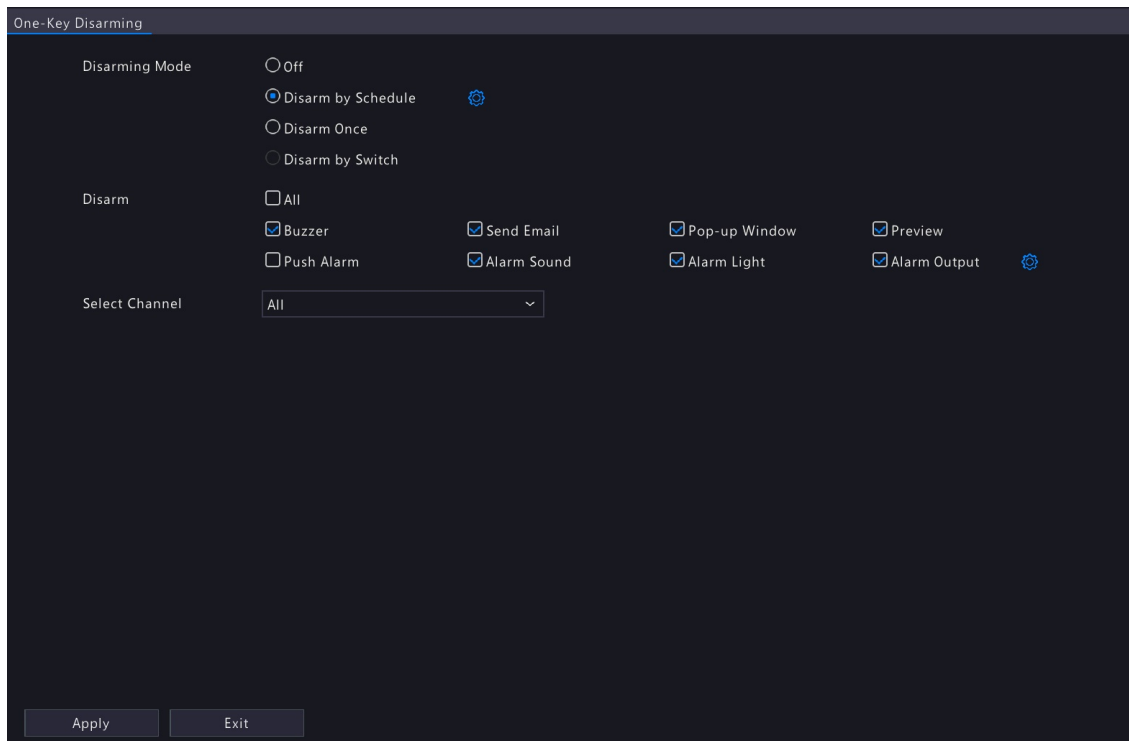 One-Key Disarming
Disarming Mode Off
Disarm by Schedule
Disarm Once
Disarm by Switch
Disarm All
Buzzer Send Email Pop-up Window Preview
Push Alarm Alarm Sound Alarm Light Alarm Output
Select Channel All
Apply Exit